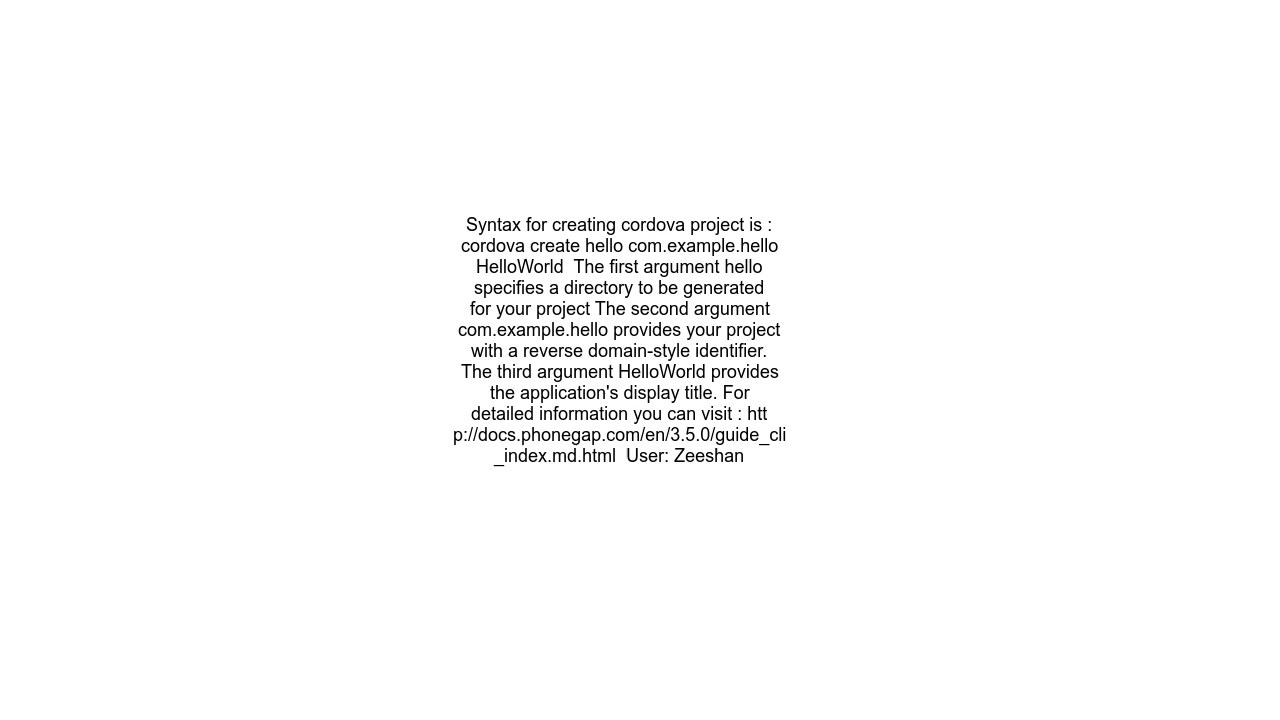 Syntax for creating cordova project is :
cordova create hello com.example.hello
HelloWorld  The first argument hello
specifies a directory to be generated
for your project The second argument
com.example.hello provides your project
with a reverse domain-style identifier.
The third argument HelloWorld provides
the application's display title. For
detailed information you can visit : htt
p://docs.phonegap.com/en/3.5.0/guide_cli
_index.md.html  User: Zeeshan